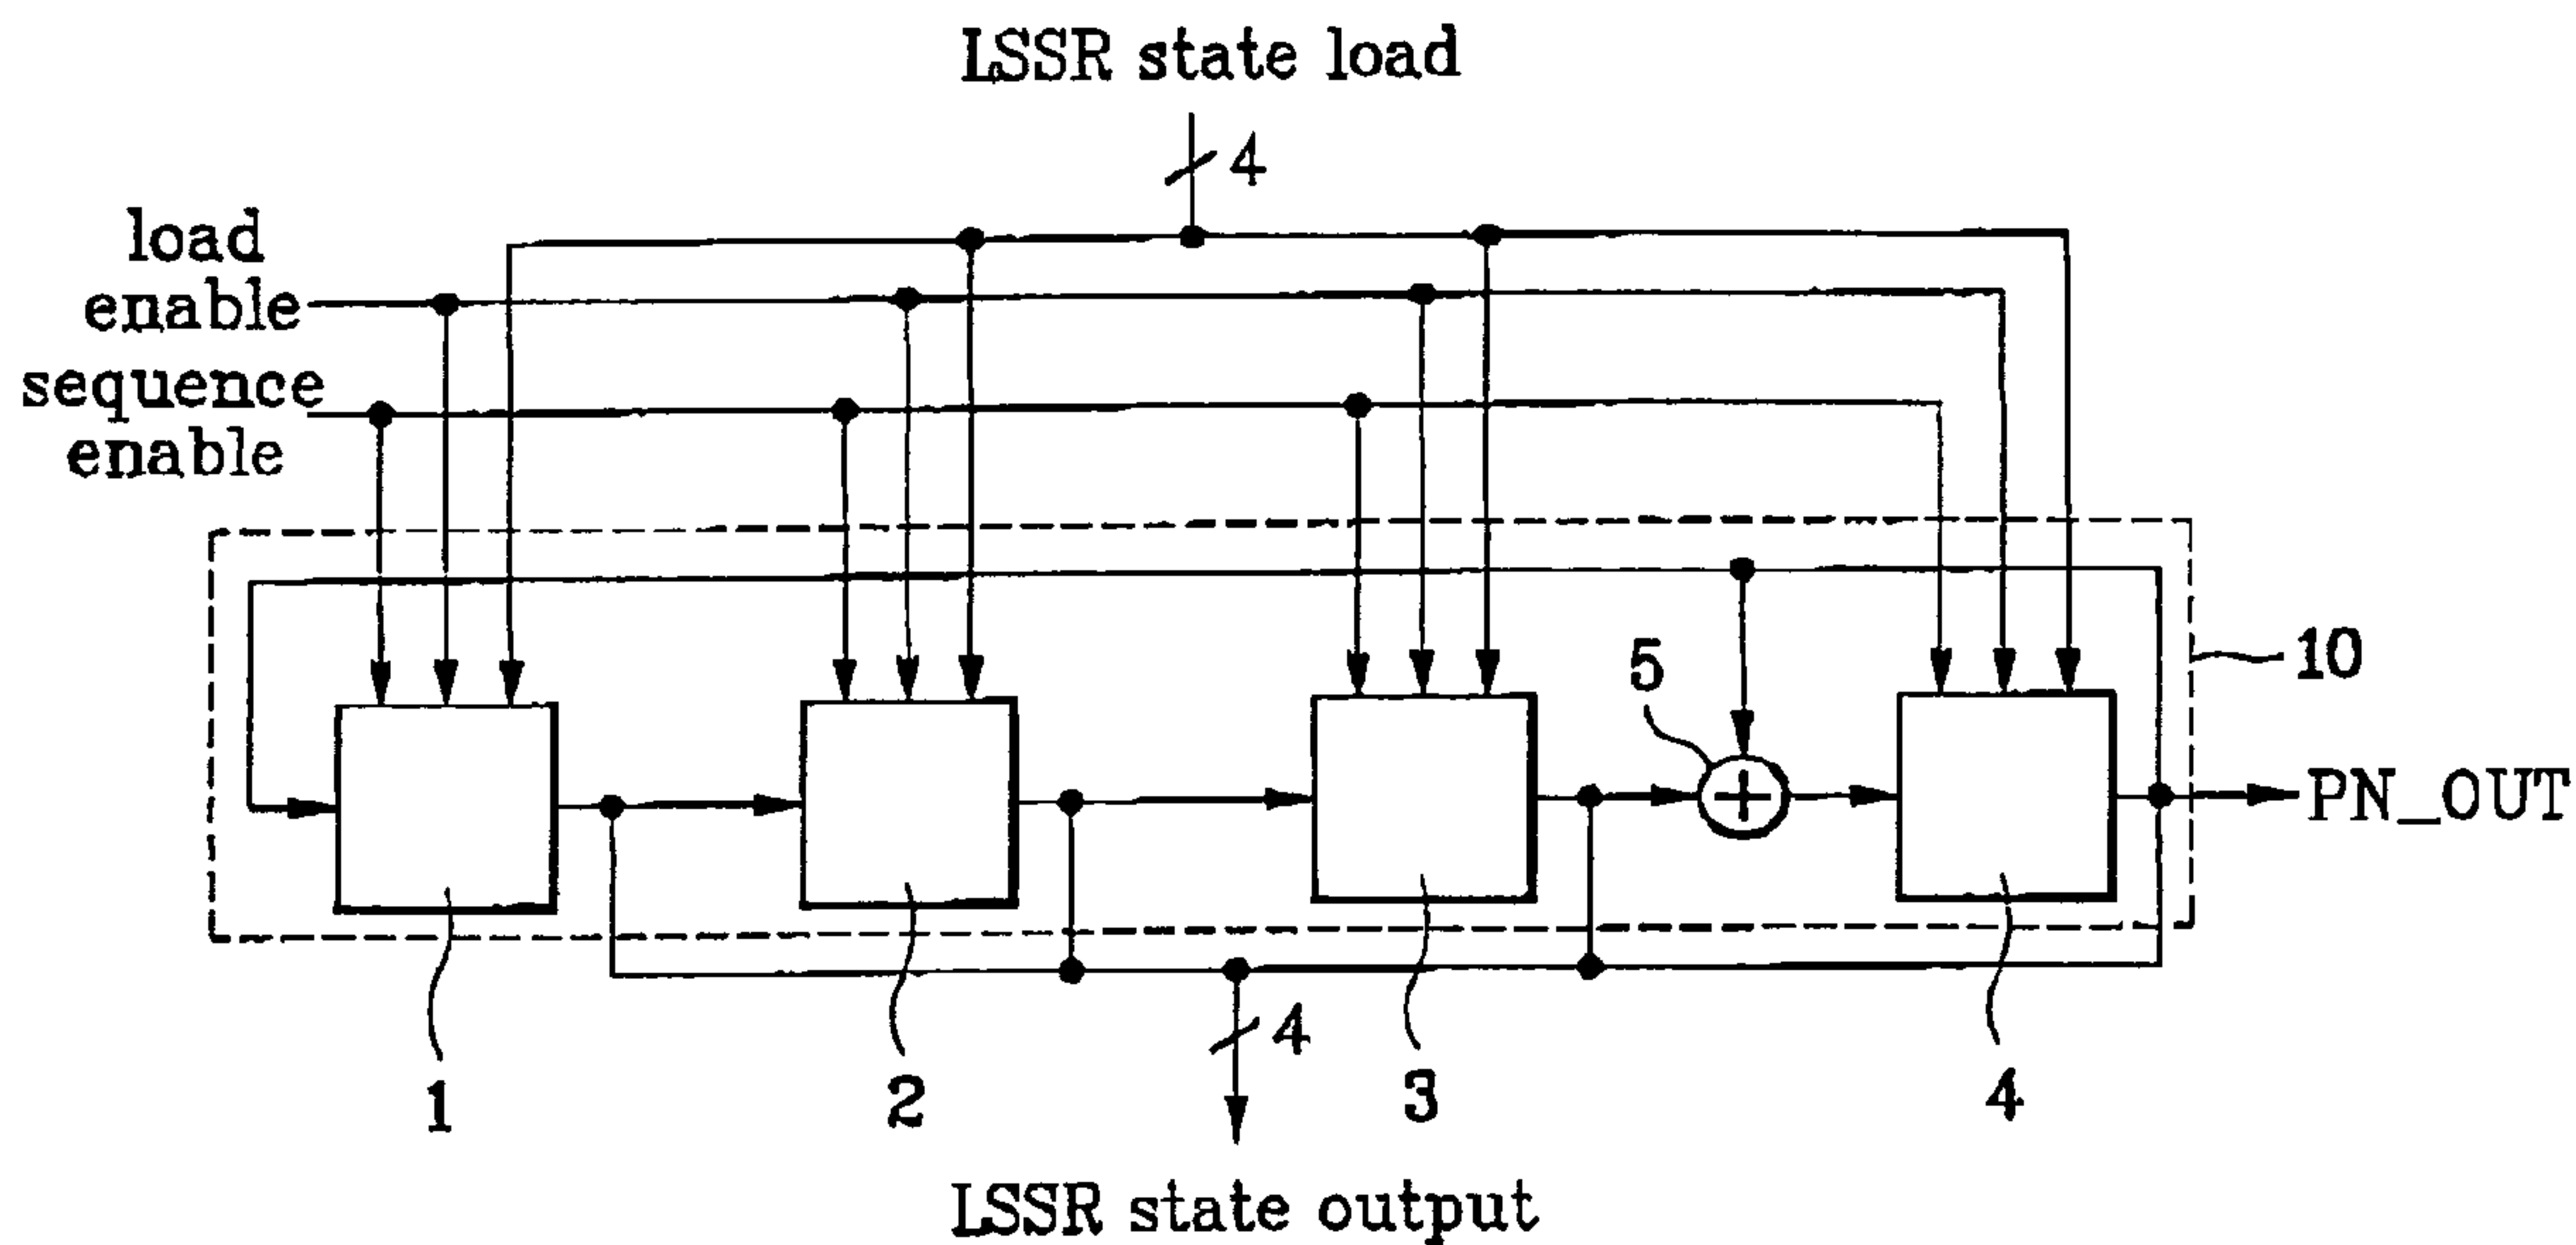 LSSR state load
4
load
enable
sequence
enable
10
5
PN_OUT
1
2
3
4
4
LSSR state output